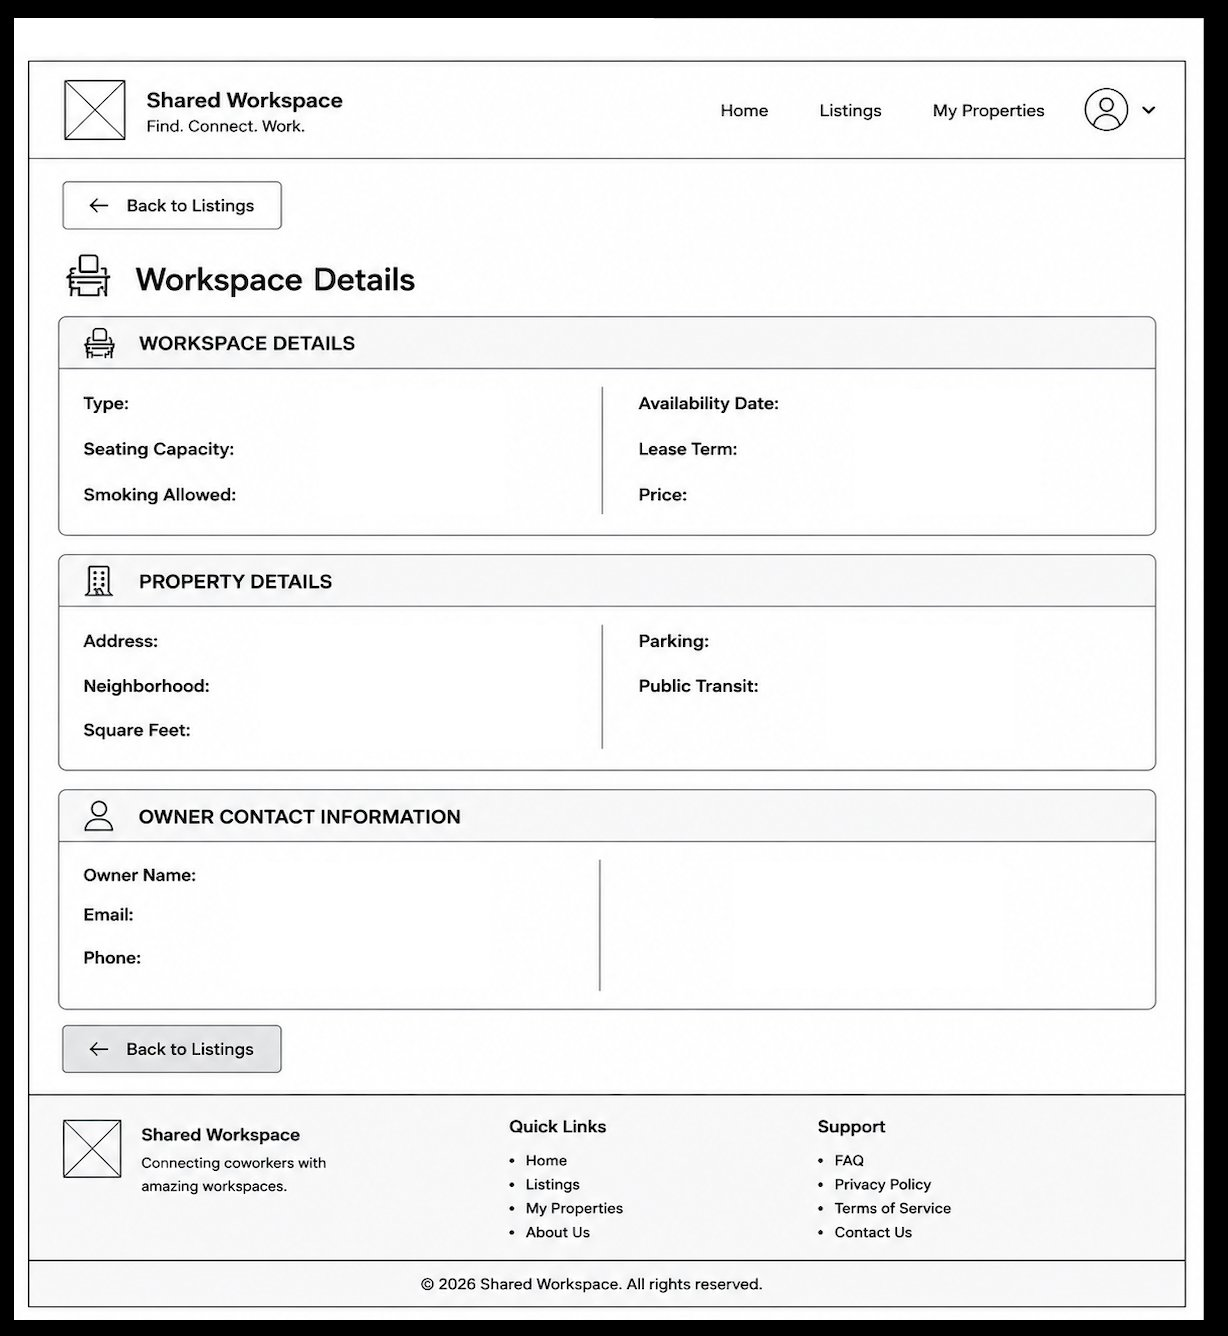 Shared Workspace
Find. Connect. Work.
Home
Listings
My Properties
Back to Listings
Workspace Details
WORKSPACE DETAILS
Type:
Seating Capacity:
Smoking Allowed:
Availability Date:
Lease Term:
Price:
PROPERTY DETAILS
Address:
Neighborhood:
Square Feet:
Parking:
Public Transit:
OWNER CONTACT INFORMATION
Owner Name:
Email:
Phone:
Back to Listings
Shared Workspace
Connecting coworkers with
amazing workspaces.
Quick Links
• Home
• Listings
• My Properties
• About Us
Support
• FAQ
• Privacy Policy
• Terms of Service
• Contact Us
© 2026 Shared Workspace. All rights reserved.